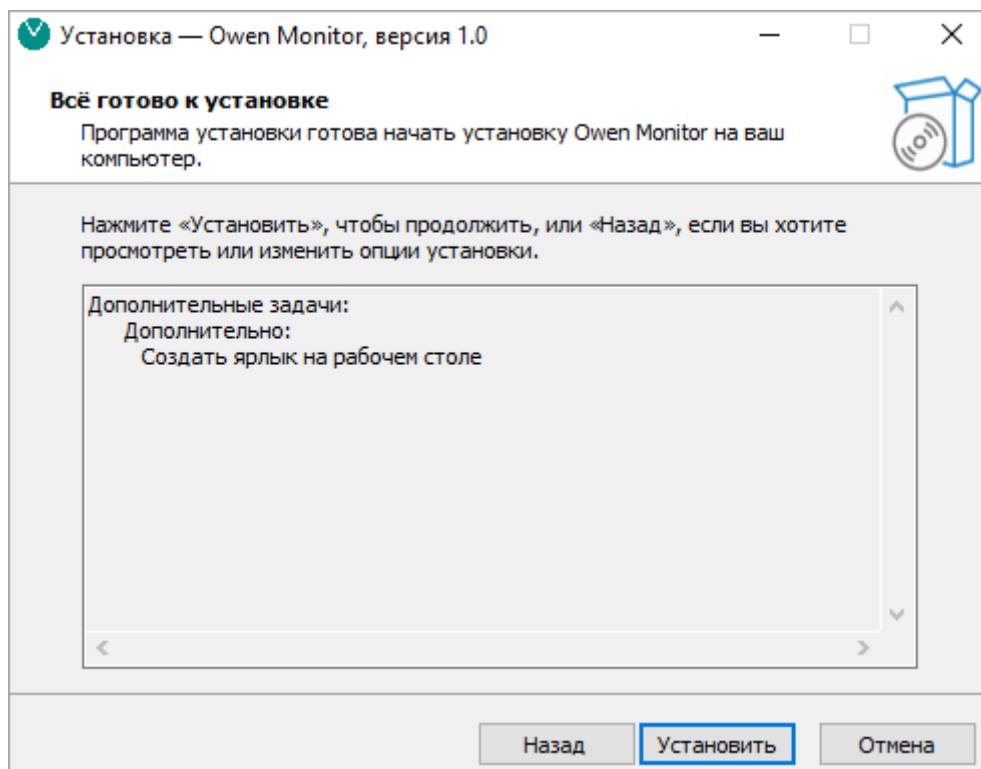 Установка — Owen Monitor, версия 1.0
Всё готово к установке
Программа установки готова начать установку Owen Monitor на ваш
компьютер.
Нажмите «Установить», чтобы продолжить, или «Назад», если вы хотите
просмотреть или изменить опции установки.
Дополнительные задачи:
Дополнительно:
Создать ярлык на рабочем столе
Назад
Установить
Отмена